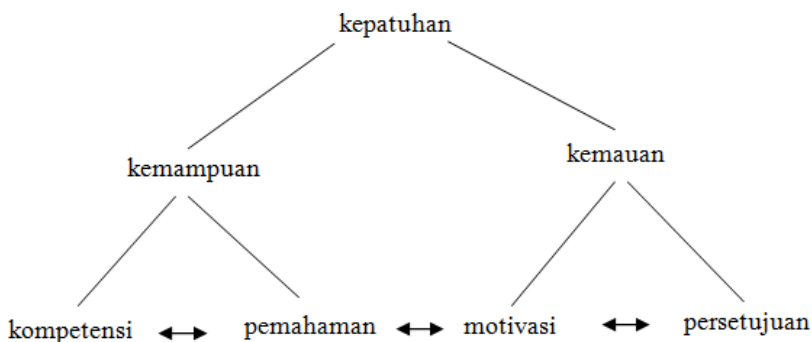 kepatuhan
kemampuan
kemauan
kompetensi
pemahaman
motivasi
persetujuan